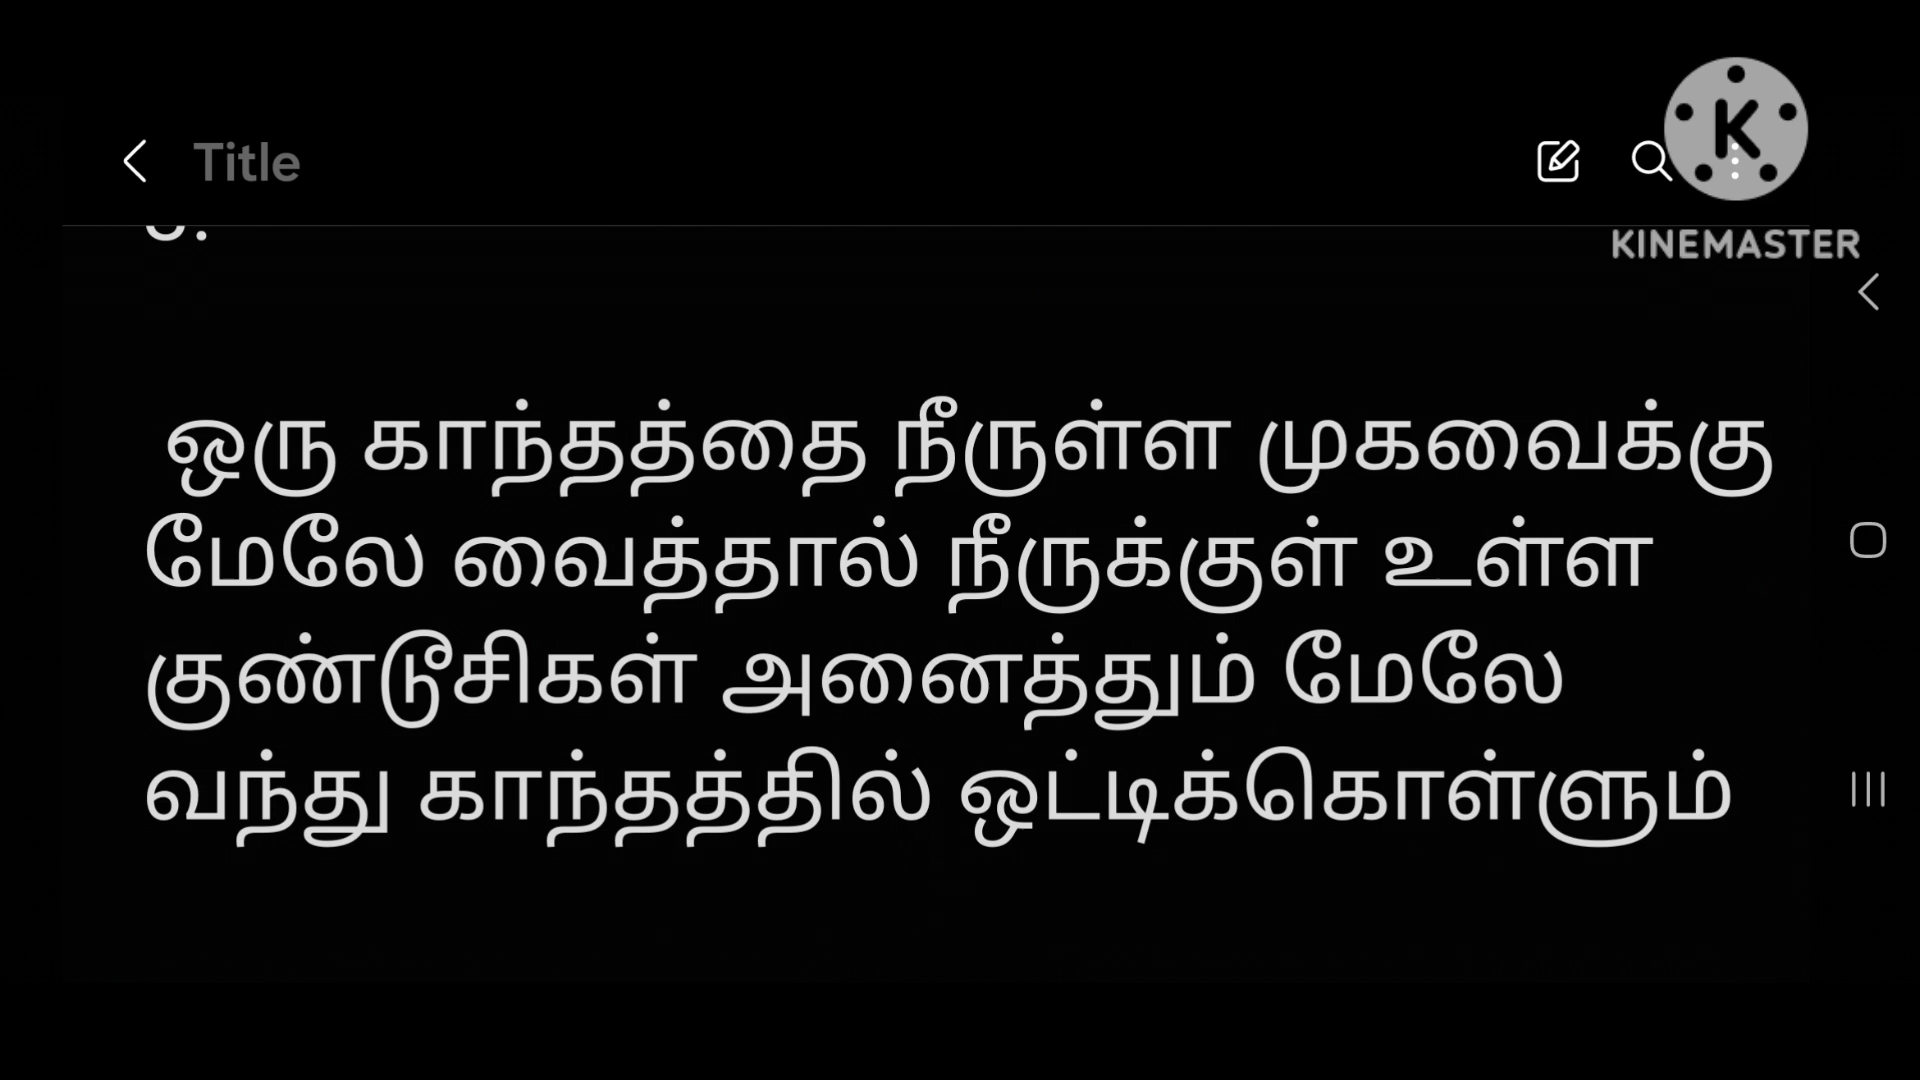 Title
KINEMASTER
ஒரு காந்தத்தை நீருள்ள முகவைக்கு
மேலே வைத்தால் நீருக்குள் உள்ள
குண்டூசிகள் அனைத்தும் மேலே
வந்து காந்தத்தில் ஒட்டிக்கொள்ளும்